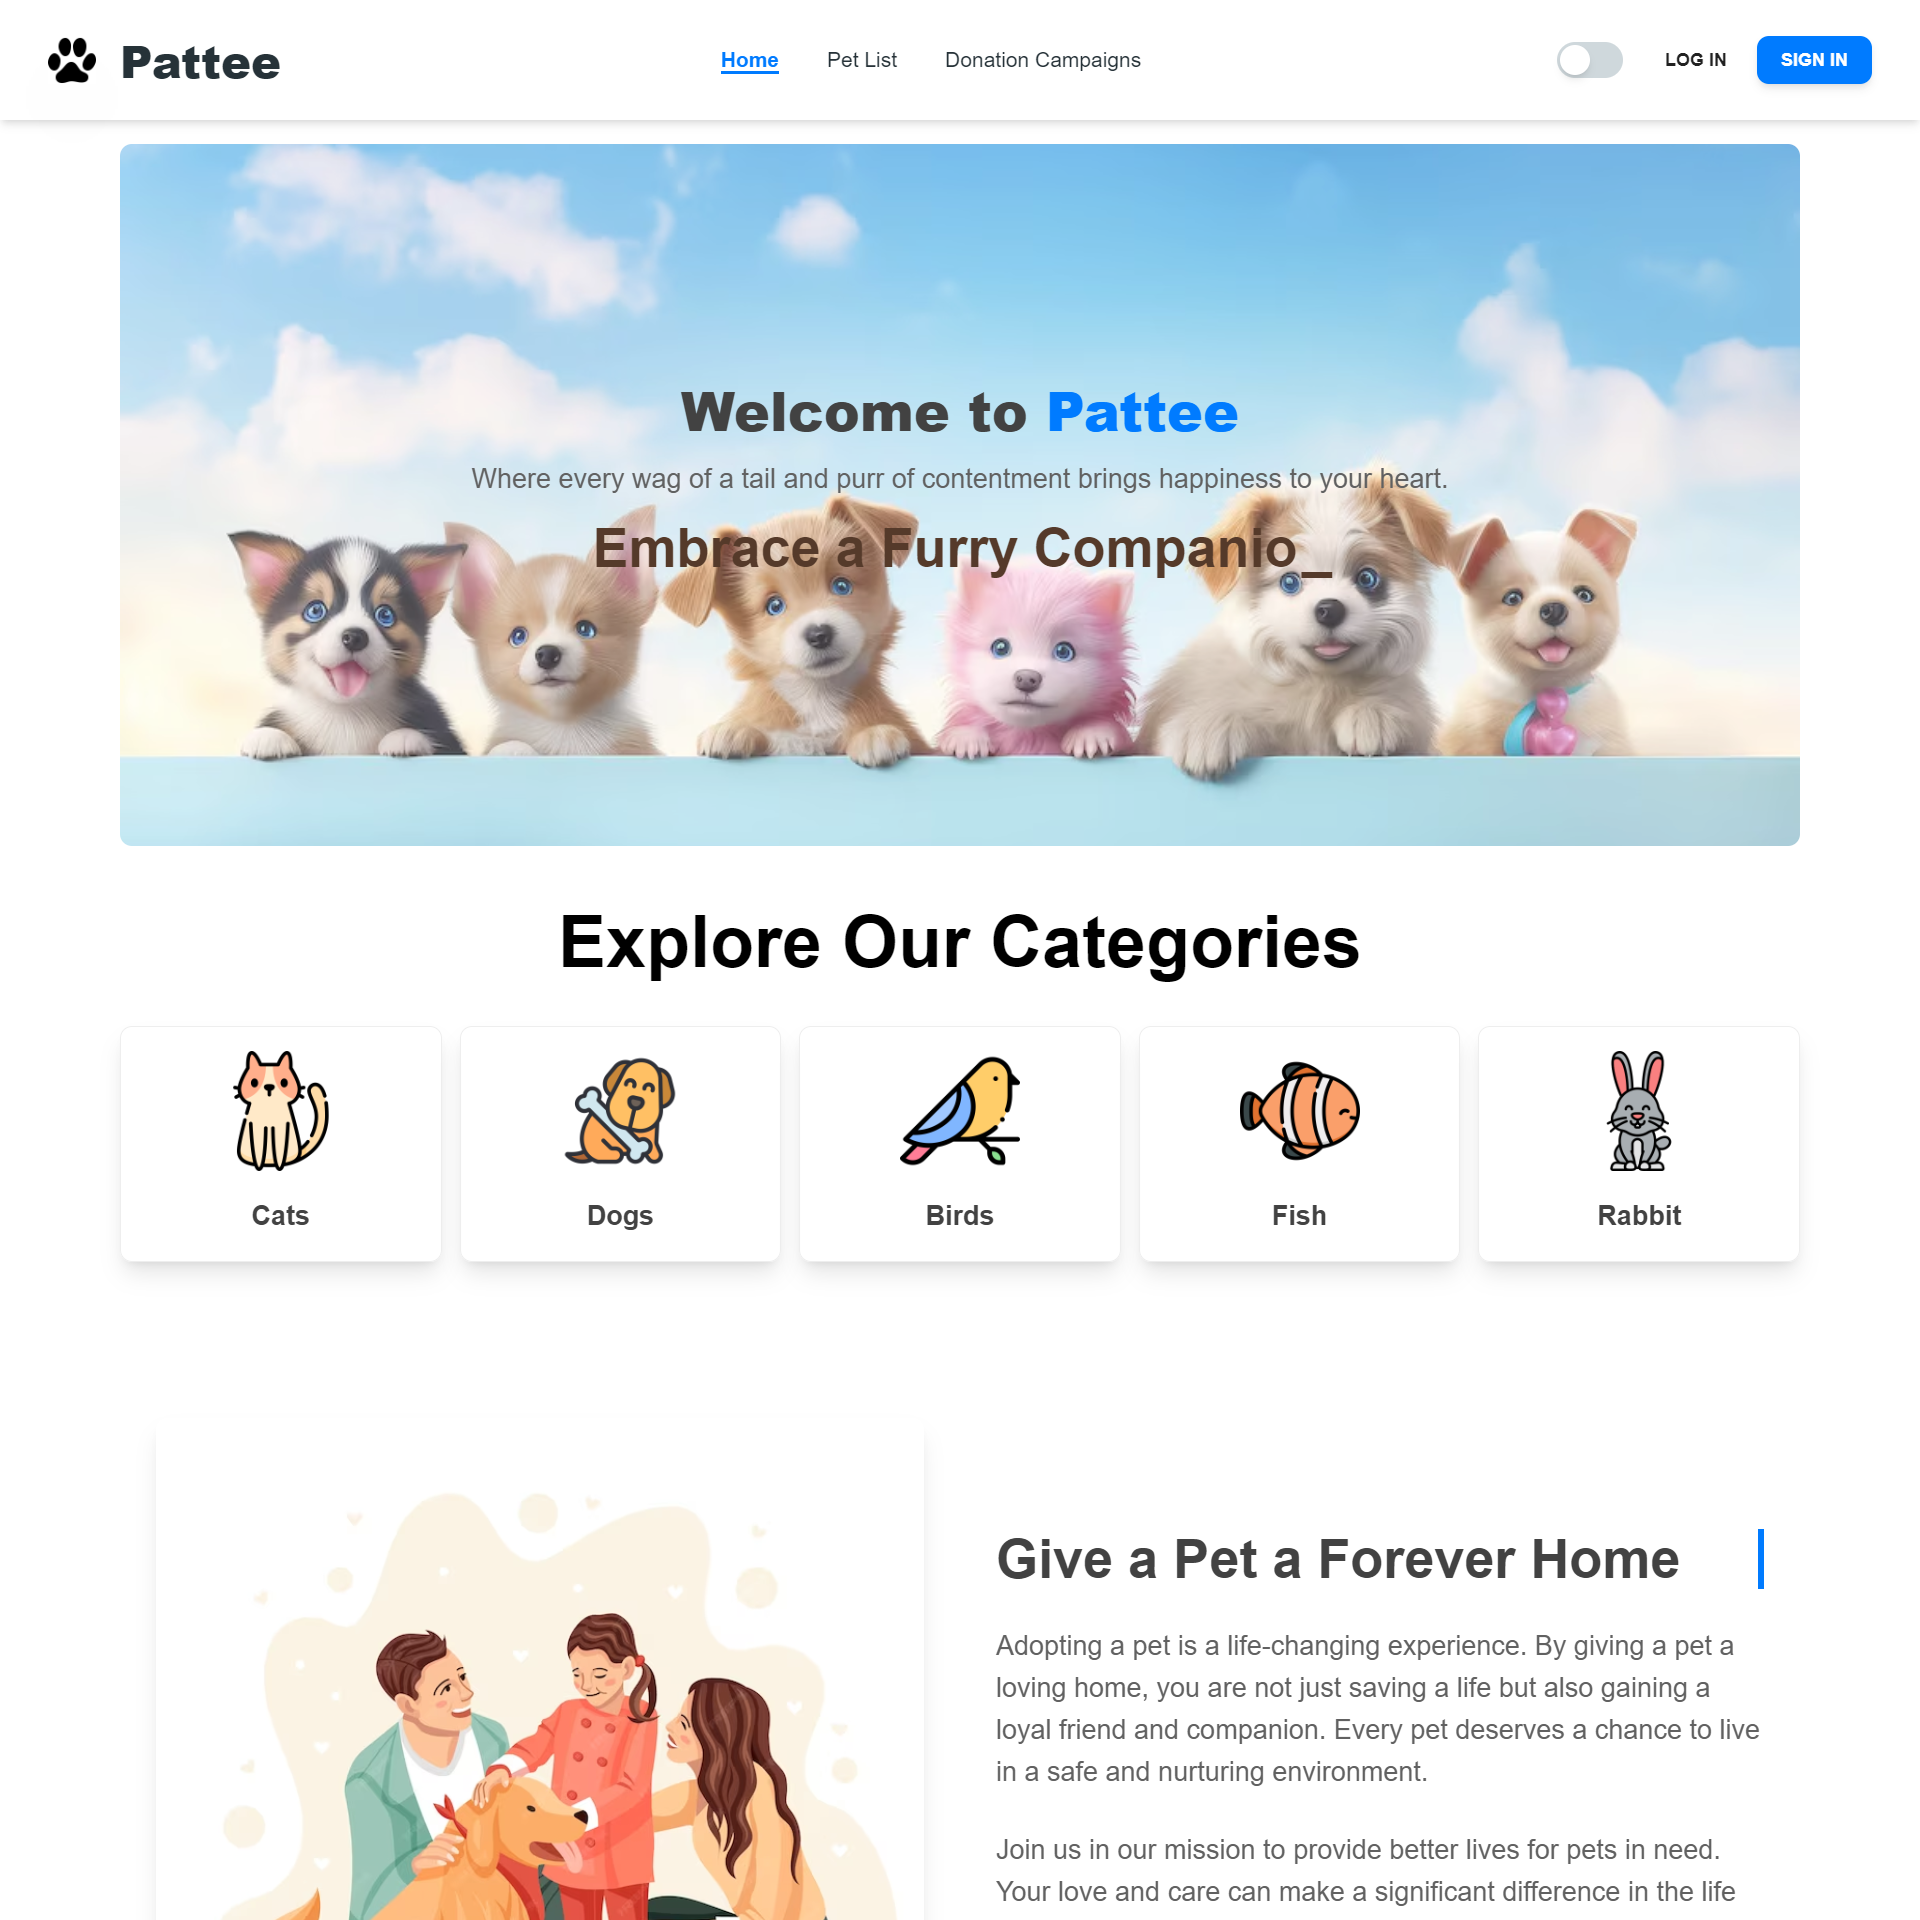 Pattee
Home
Pet List
Donation Campaigns
LOG IN
SIGN IN
Welcome to Pattee
Where every wag of a tail and purr of contentment brings happiness to your heart.
Embrace a Furry Companio_
Explore Our Categories
Cats
Dogs
Birds
Fish
Rabbit
Give a Pet a Forever Home
Adopting a pet is a life-changing experience. By giving a pet a
loving home, you are not just saving a life but also gaining a
loyal friend and companion. Every pet deserves a chance to live
in a safe and nurturing environment.
Join us in our mission to provide better lives for pets in need.
Your love and care can make a significant difference in the life